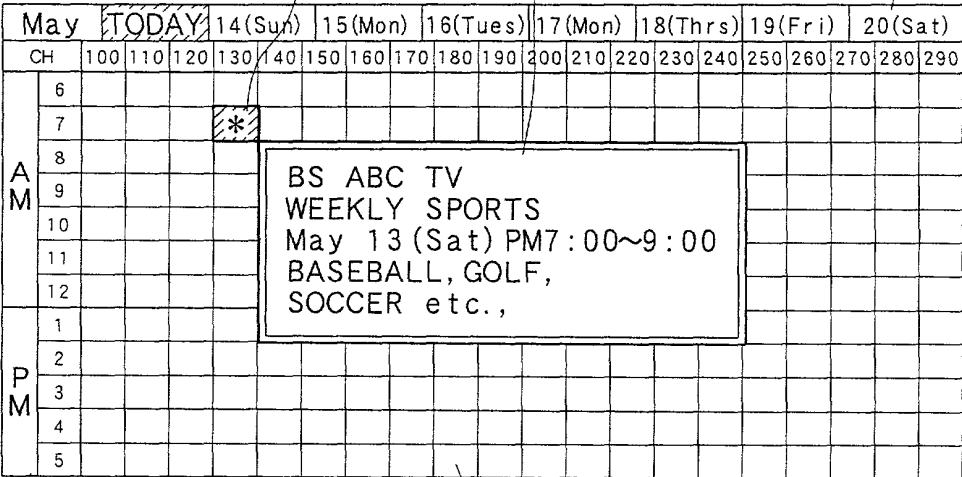 May TODAY 14(Sun) 15(Mon) 16(Tues) 17(Mon) 18(Thrs) 19(Fri) 20(Sat)
CH 100 110 120 130 140 150 160 170 180 190 200 210 220 230 240 250 260 270 280 290
AM
6
7 *
8
9
10
11
12
BS ABC TV
WEEKLY SPORTS
May 13(Sat)PM7:00~9:00
BASEBALL,GOLF,
SOCCER etc.,
PM
1
2
3
4
5